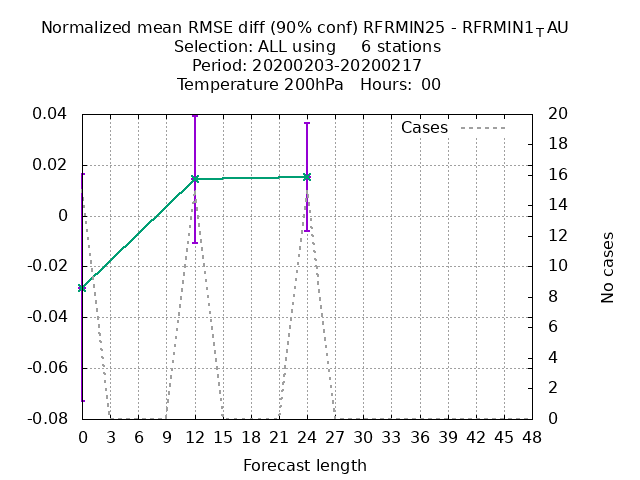 Normalized mean RMSE diff (90% conf) RFRMIN25 - RFRMIN1TAU
Selection: ALL using     6 stations
Period: 20200203-20200217
Temperature 200hPa   Hours:  00
Cases
0.04
0.02
0
-0.02
-0.04
-0.06
-0.08
20
18
16
14
12
10
8
6
4
2
0
No cases
0 3 6 9 12 15 18 21 24 27 30 33 36 39 42 45 48
Forecast length